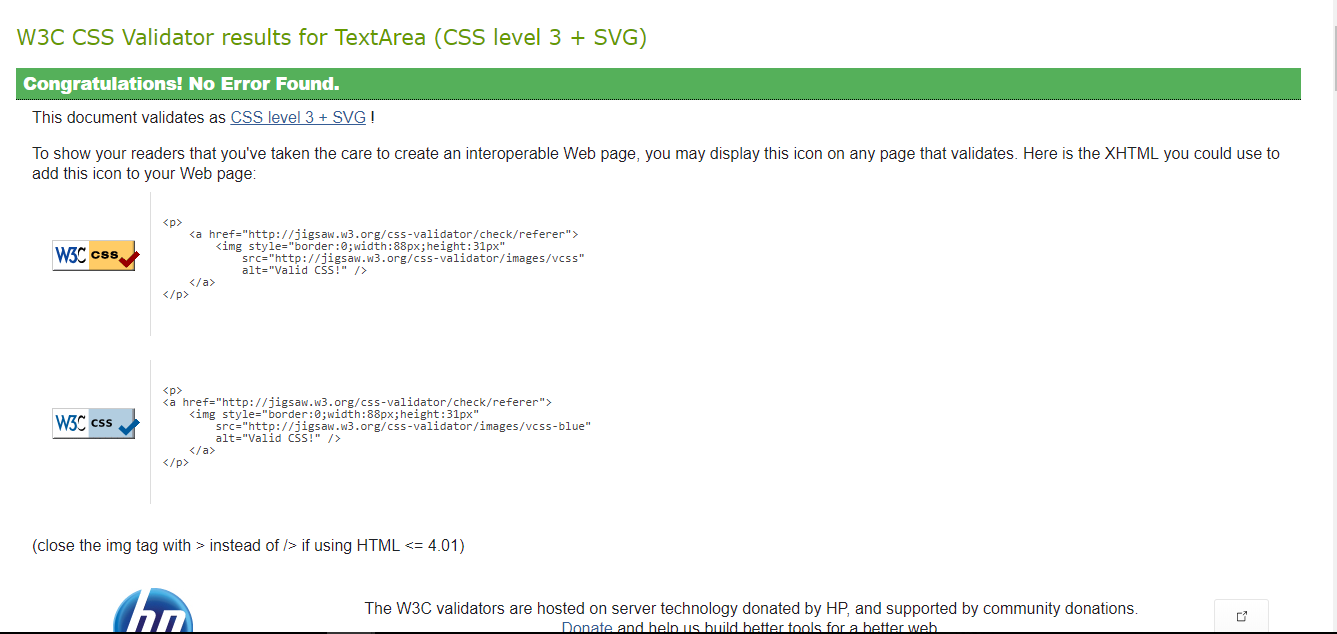 W3C CSS Validator results for TextArea (CSS level 3 + SVG)
Congratulations! No Error Found.
This document validates as CSS level 3 + SVG !
To show your readers that you've taken the care to create an interoperable Web page, you may display this icon on any page that validates. Here is the XHTML you could use to
add this icon to your Web page:
W3C css
<p>
<a href="http://jigsaw.w3.org/css-validator/check/referer">
<img style="border:0;width:88px;height:31px"
src="http://jigsaw.w3.org/css-validator/images/vcss"
alt="Valid CSS!" />
</a>
</p>
W3C css
<p>
<a href="http://jigsaw.w3.org/css-validator/check/referer">
<img style="border:0;width:88px;height:31px"
src="http://jigsaw.w3.org/css-validator/images/vcss-blue"
alt="Valid CSS!" />
</a>
</p>
(close the img tag with > instead of /> if using HTML <= 4.01)
hp
The W3C validators are hosted on server technology donated by HP, and supported by community donations.
Donate and help us build better tools for a better web.